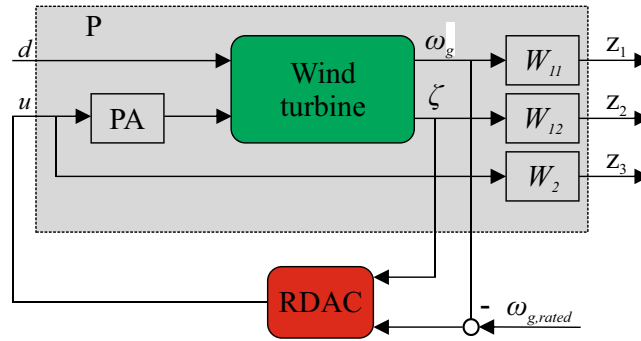 P
d
ω_g
W_11
z_1
Wind
turbine
u
PA
ζ
W_12
z_2
W_2
z_3
RDAC
-
ω_g,rated